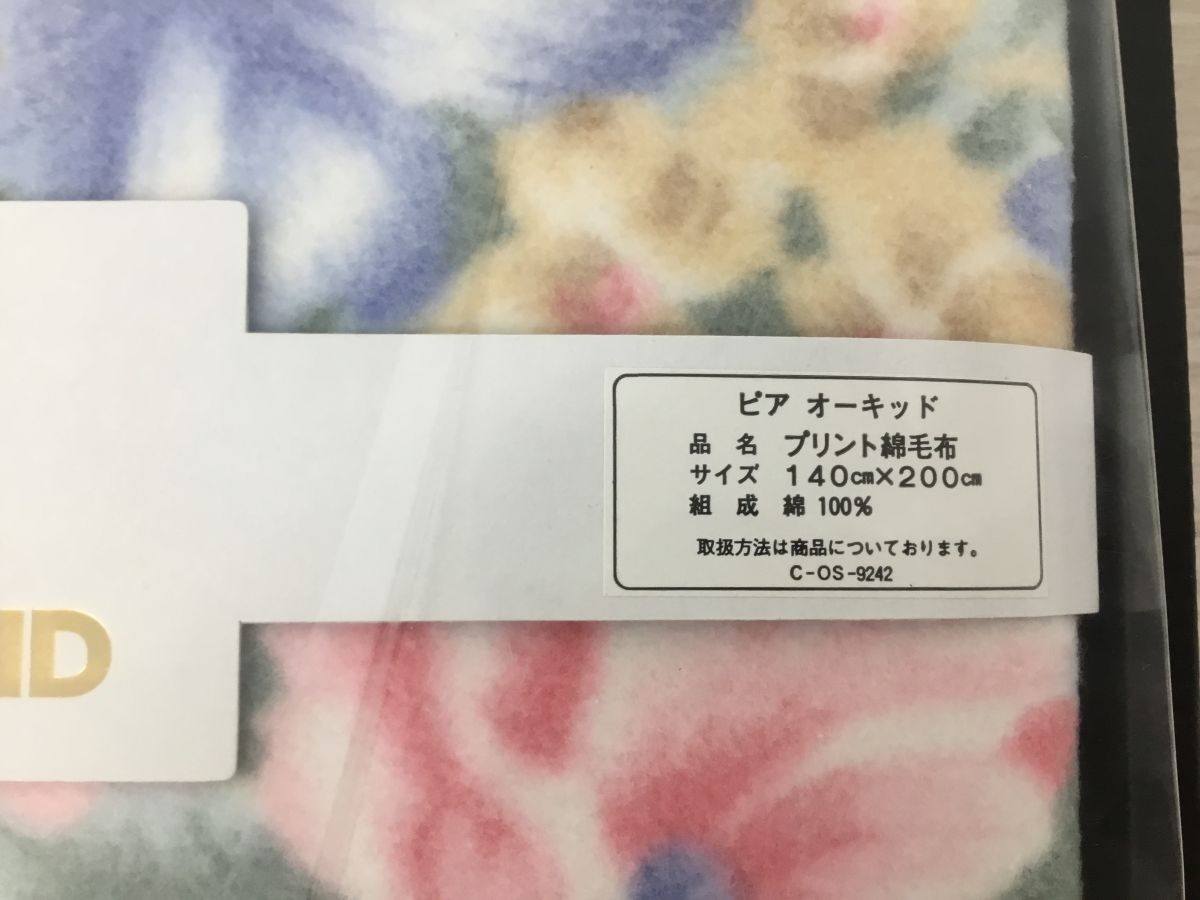 ピア オーキッド
品 名 プリント綿毛布
サイズ 140㎝×200㎝
組 成 綿 100%
取扱方法は商品についております。
C-OS-9242